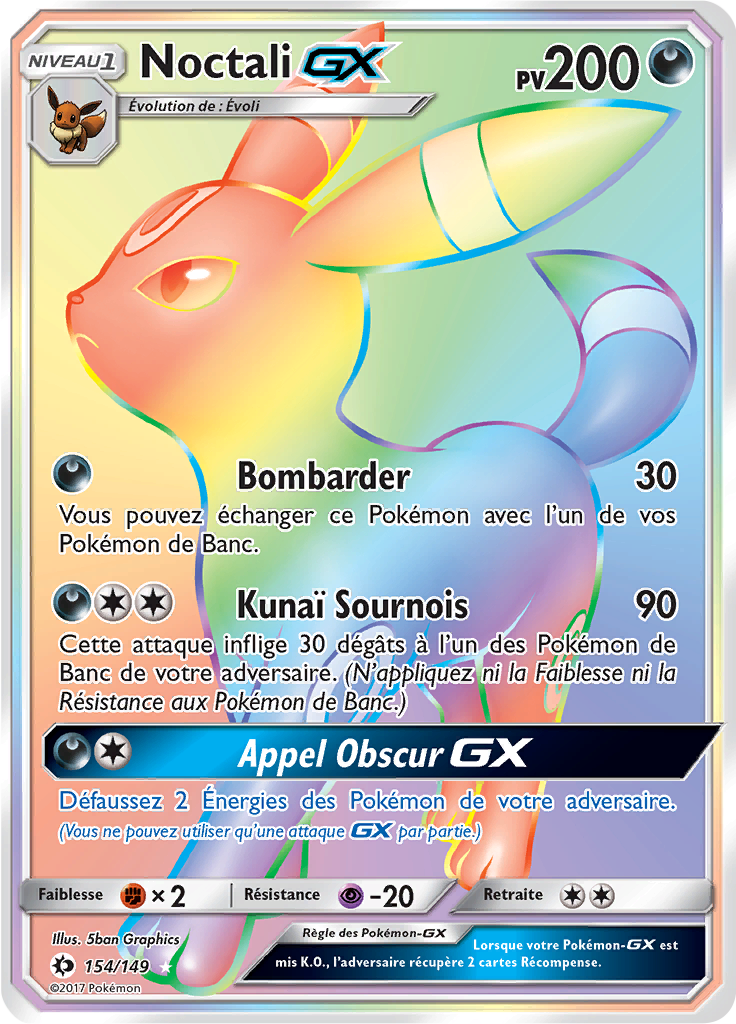 NIVEAU1
Noctali GX
PV200
Évolution de : Évoli
Bombarder 30
Vous pouvez échanger ce Pokémon avec l'un de vos
Pokémon de Banc.
Kunaï Sournois 90
Cette attaque inflige 30 dégâts à l'un des Pokémon de
Banc de votre adversaire. (N'appliquez ni la Faiblesse ni la
Résistance aux Pokémon de Banc.)
Appel Obscur GX
Défaussez 2 Énergies des Pokémon de votre adversaire.
(Vous ne pouvez utiliser qu'une attaque GX par partie.)
Faiblesse ×2 Résistance -20 Retraite
Illus. 5ban Graphics
154/149
©2017 Pokémon
Règle des Pokémon-GX
Lorsque votre Pokémon-GX est
mis K.O., l'adversaire récupère 2 cartes Récompense.